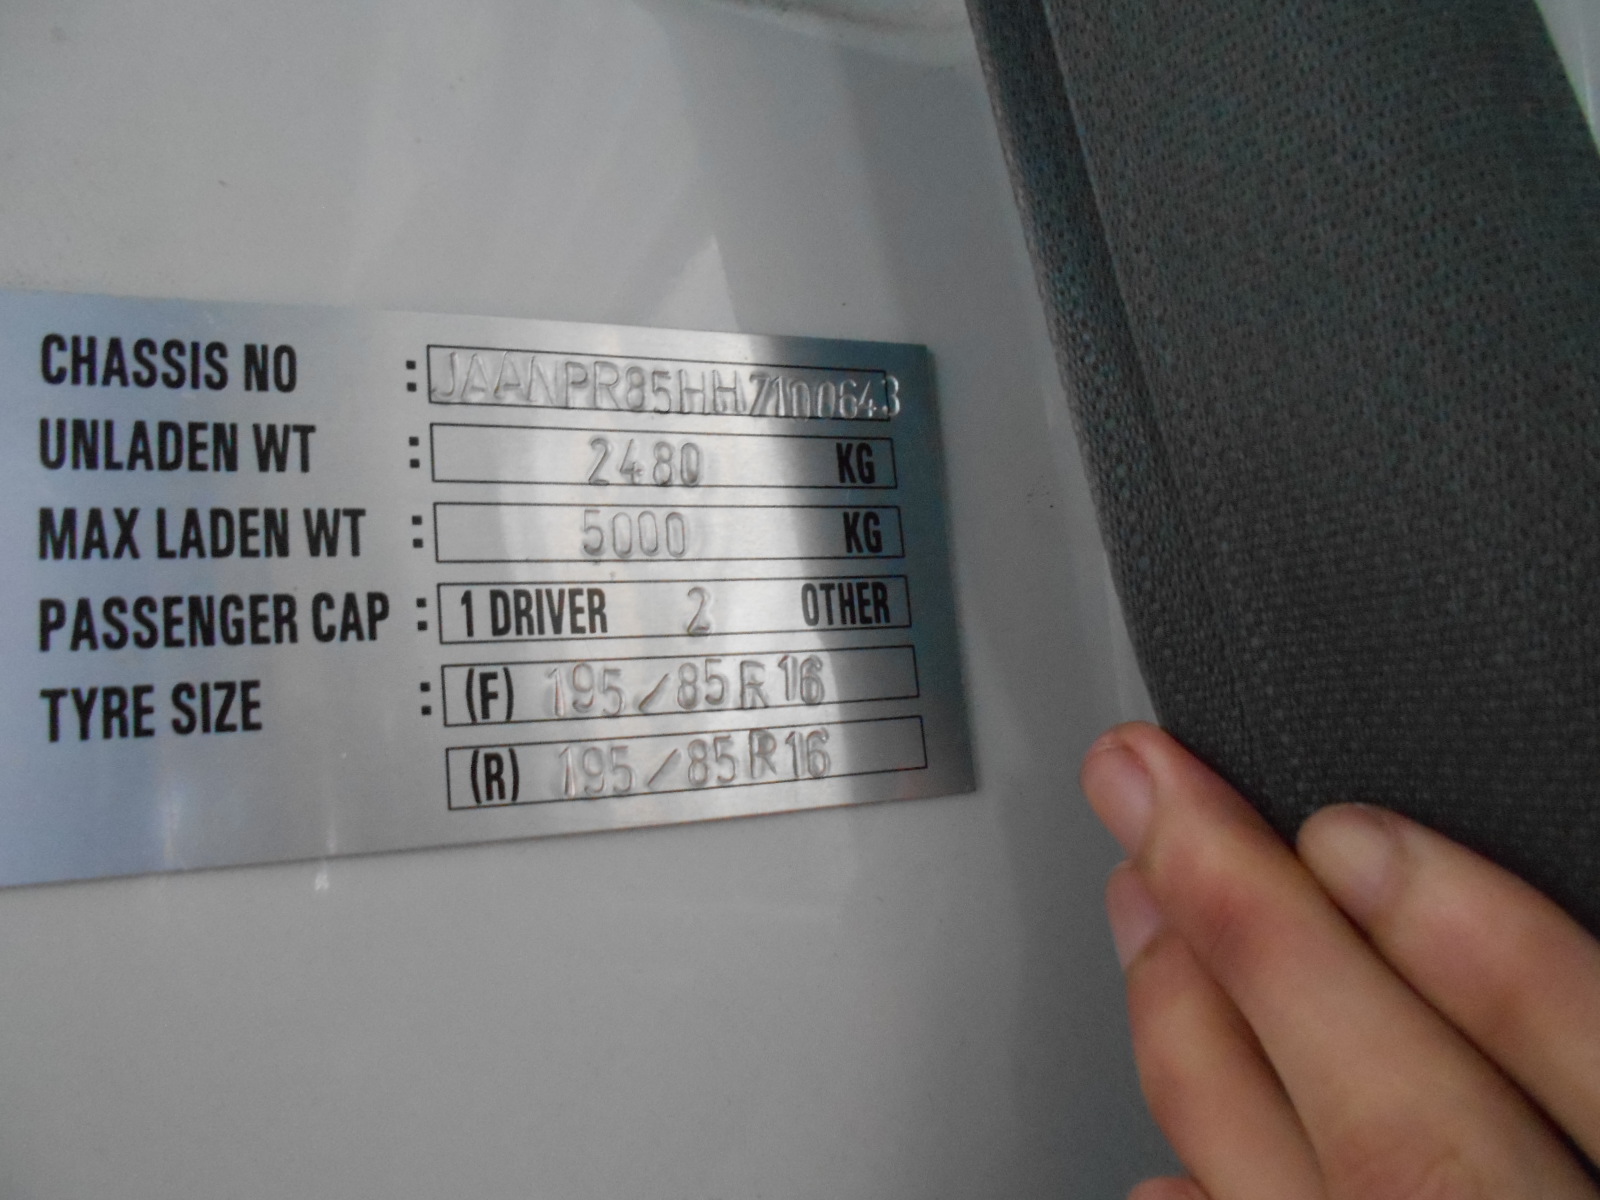 CHASSIS NO : JAANPR85HH7100643
UNLADEN WT : 2480 KG
MAX LADEN WT : 5000 KG
PASSENGER CAP : 1 DRIVER 2 OTHER
TYRE SIZE : (F) 195/85R16
(R) 195/85R16